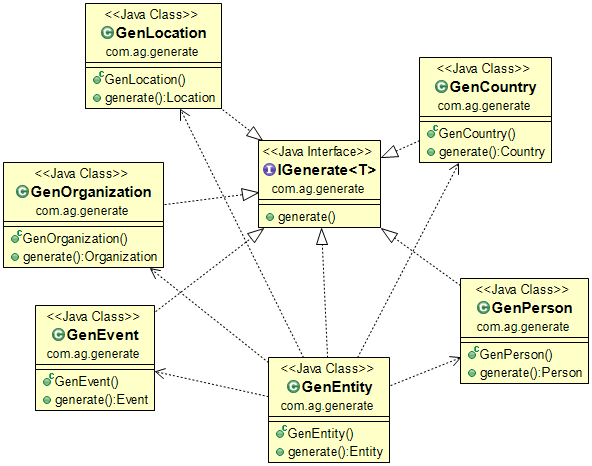 <<Java Class>>
GenLocation
com.ag.generate
GenLocation()
generate():Location
<<Java Class>>
GenCountry
com.ag.generate
GenCountry()
generate():Country
<<Java Interface>>
IGenerate<T>
com.ag.generate
generate()
<<Java Class>>
GenOrganization
com.ag.generate
GenOrganization()
generate():Organization
<<Java Class>>
GenPerson
com.ag.generate
GenPerson()
generate():Person
<<Java Class>>
GenEvent
com.ag.generate
GenEvent()
generate():Event
<<Java Class>>
GenEntity
com.ag.generate
GenEntity()
generate():Entity